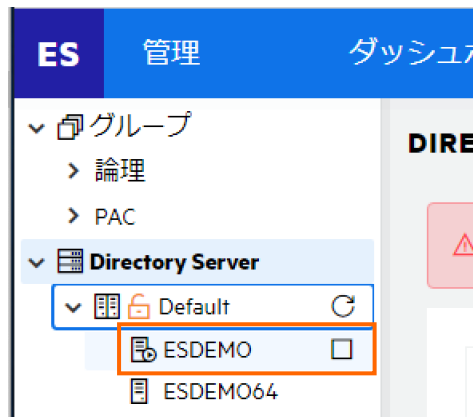 ES 管理 ダッシュ
グループ
論理
PAC
Directory Server
Default
ESDEMO
ESDEMO64
DIRE